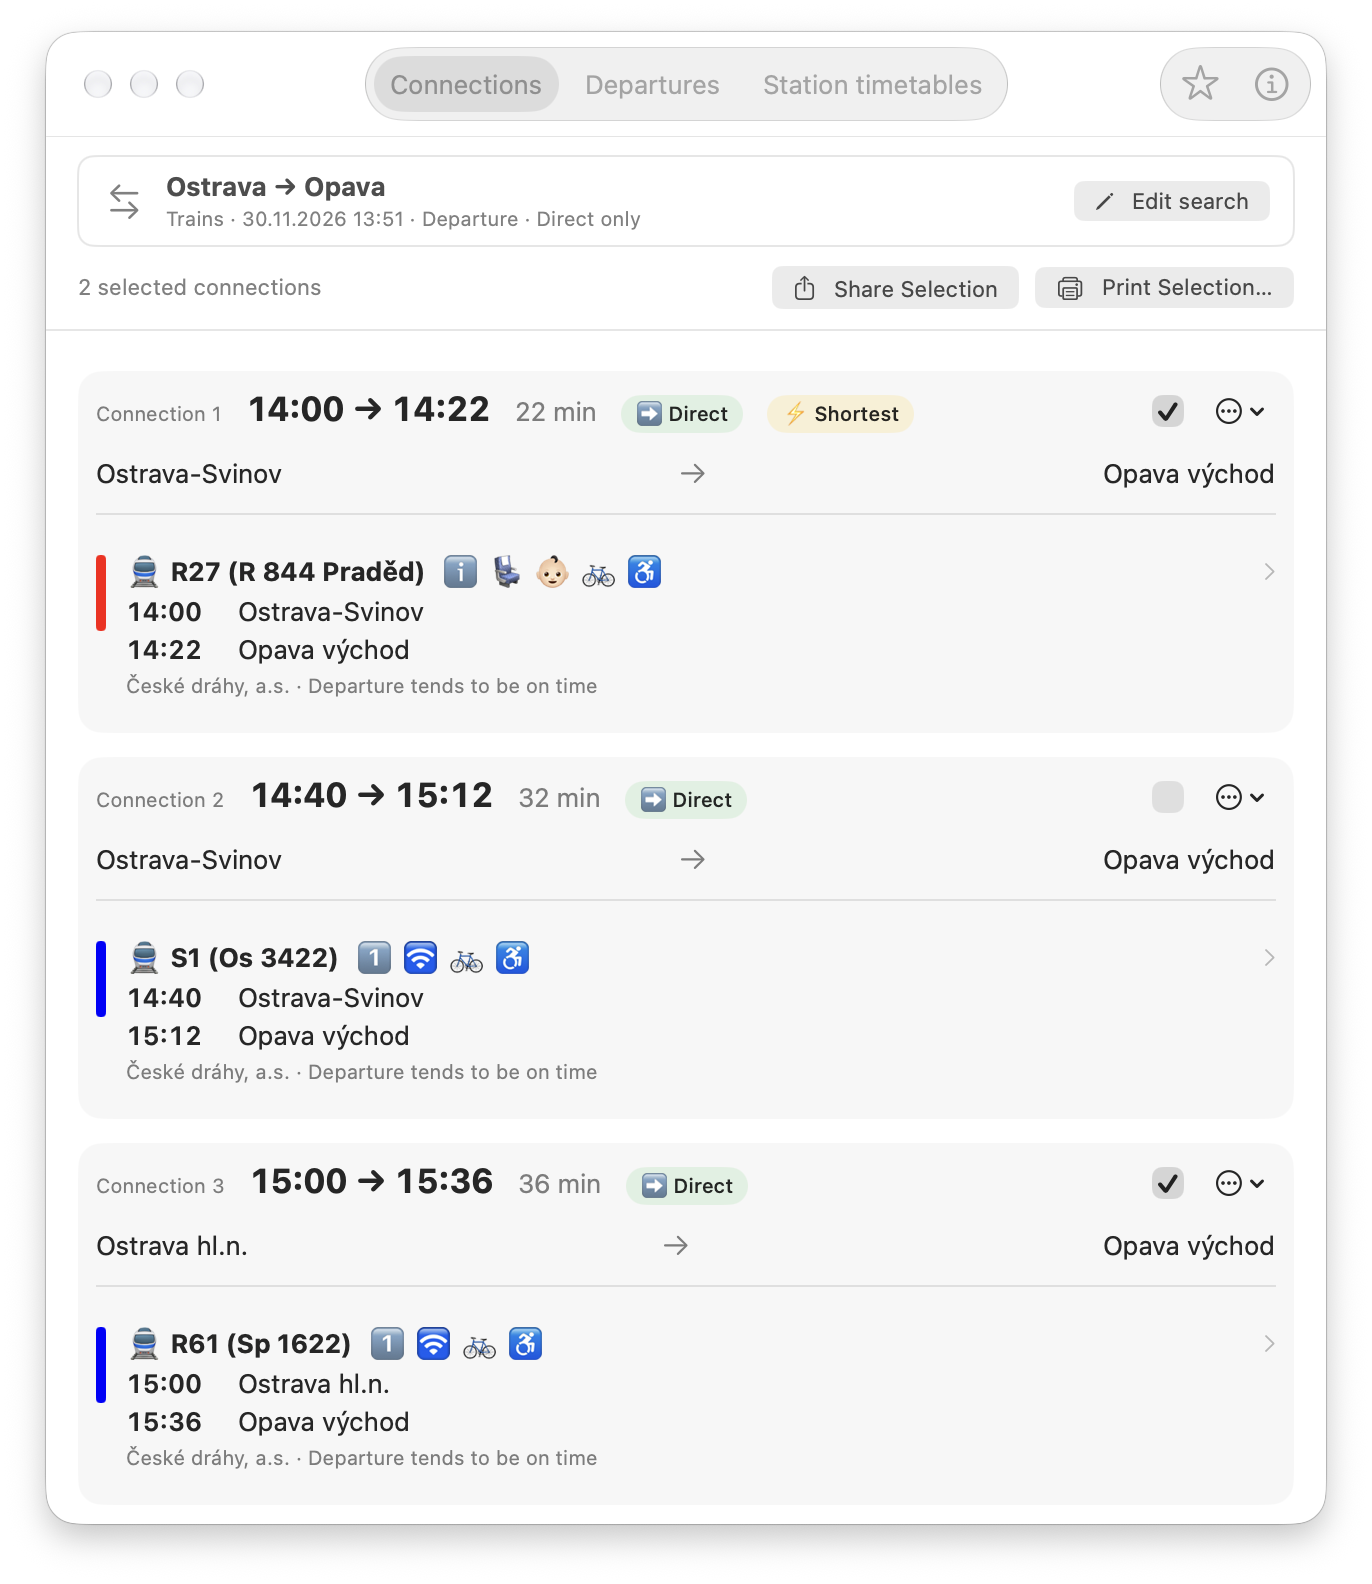 Connections Departures Station timetables
Ostrava → Opava
Trains · 30.11.2026 13:51 · Departure · Direct only
Edit search
2 selected connections
Share Selection
Print Selection...
Connection 1 14:00 → 14:22 22 min ➡️ Direct ⚡ Shortest
Ostrava-Svinov → Opava východ
R27 (R 844 Praděd)
14:00 Ostrava-Svinov
14:22 Opava východ
České dráhy, a.s. · Departure tends to be on time
Connection 2 14:40 → 15:12 32 min ➡️ Direct
Ostrava-Svinov → Opava východ
S1 (Os 3422) 1
14:40 Ostrava-Svinov
15:12 Opava východ
České dráhy, a.s. · Departure tends to be on time
Connection 3 15:00 → 15:36 36 min ➡️ Direct
Ostrava hl.n. → Opava východ
R61 (Sp 1622) 1
15:00 Ostrava hl.n.
15:36 Opava východ
České dráhy, a.s. · Departure tends to be on time